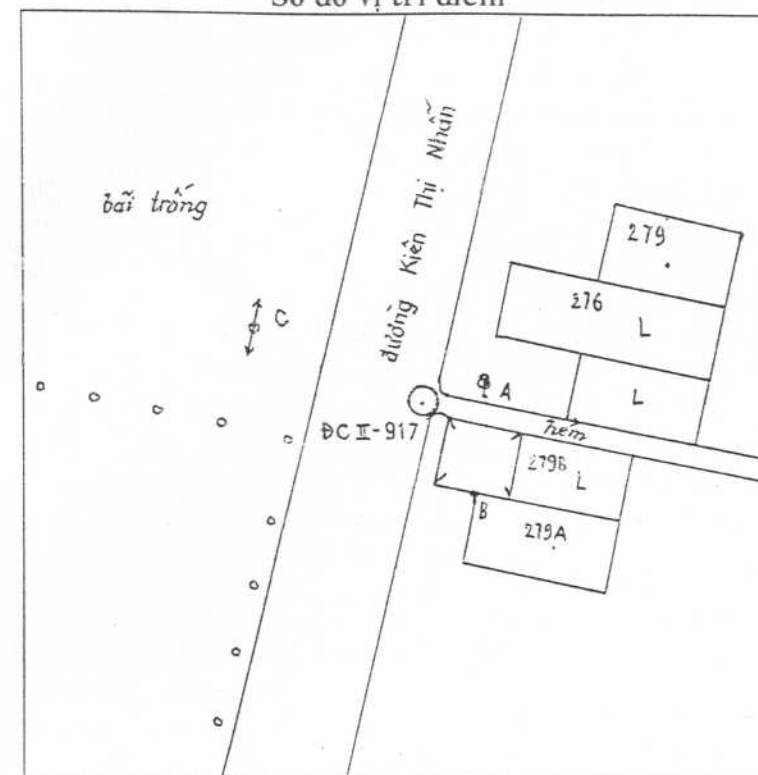 Sơ đồ vị trí điểm
bãi trống
đường Kiên Thị Nhẫn
279
276
L
C
A
L
ĐC II-917
hẻm
279B
L
B
279A